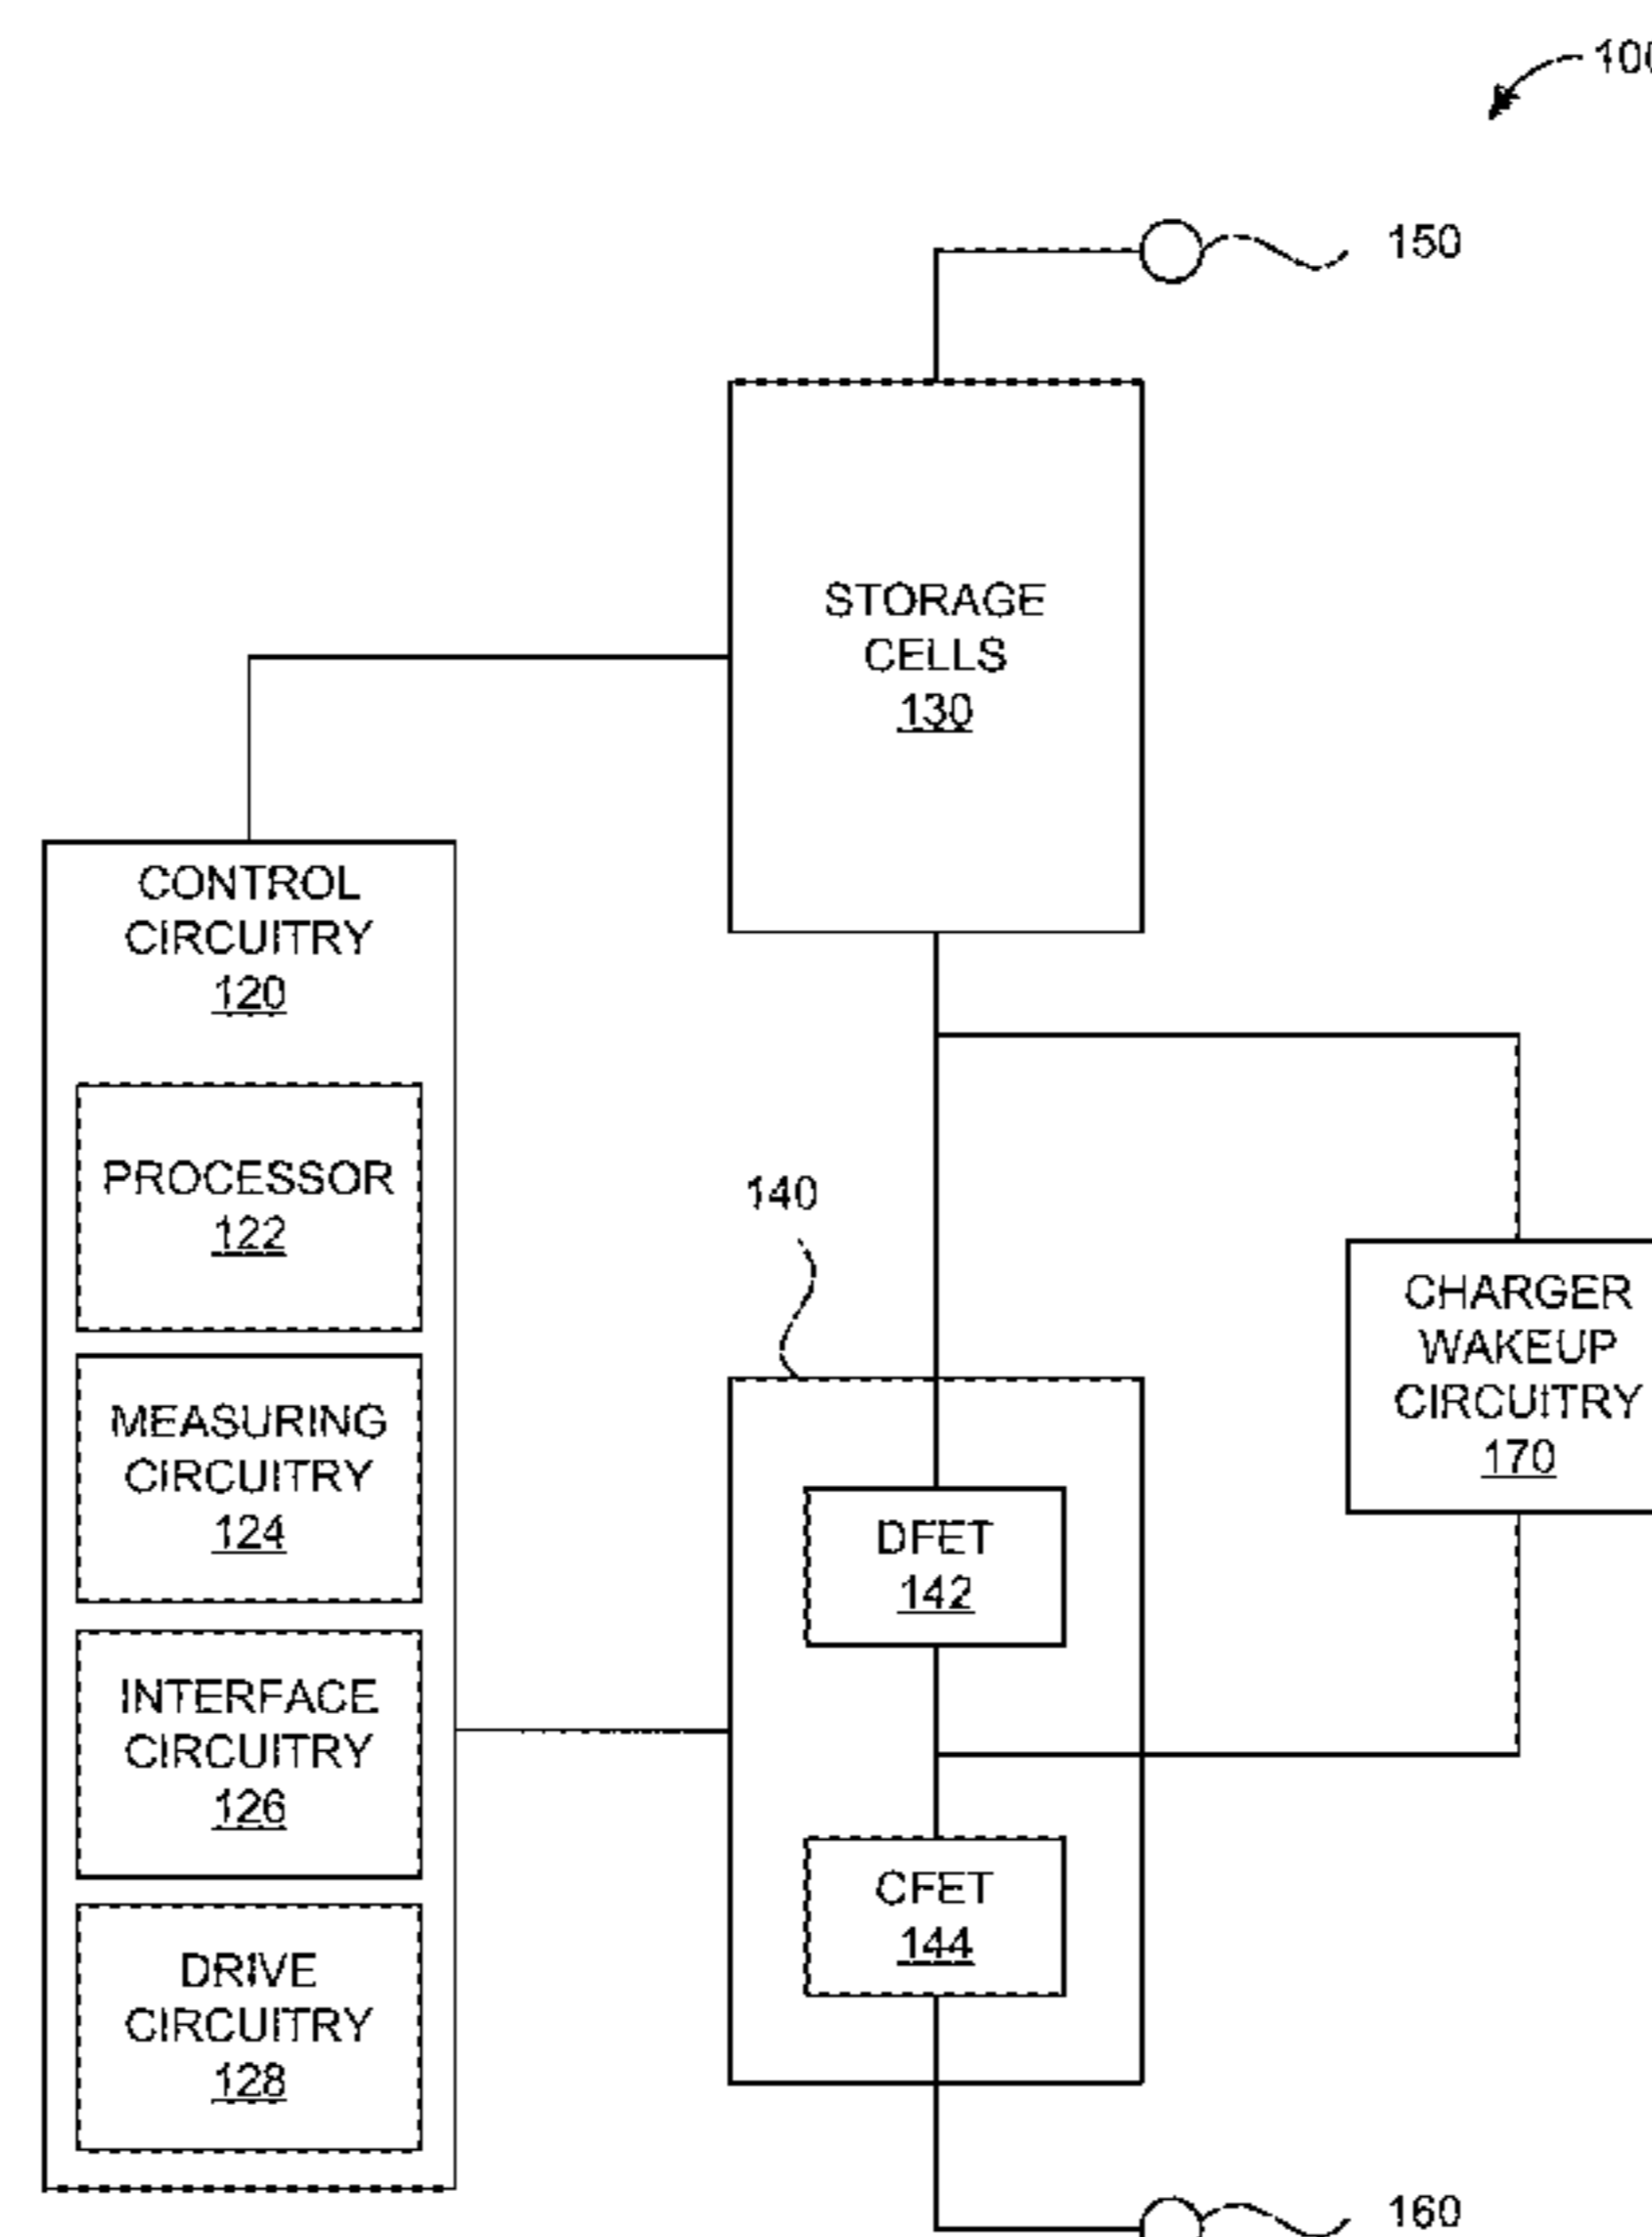 100
150
STORAGE
CELLS
130
CONTROL
CIRCUITRY
120
PROCESSOR
122
MEASURING
CIRCUITRY
124
INTERFACE
CIRCUITRY
126
DRIVE
CIRCUITRY
128
140
DFET
142
CFET
144
CHARGER
WAKEUP
CIRCUITRY
170
160